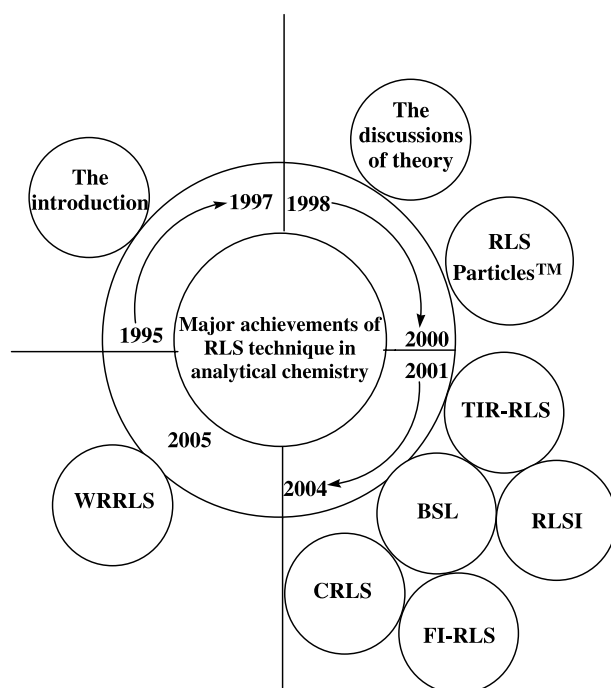 The
discussions
of theory
The
introduction
1997
1998
RLS
Particles™
1995
Major achievements of
RLS technique in
analytical chemistry
2000
2001
TIR-RLS
2005
2004
WRRLS
BSL
RLSI
CRLS
FI-RLS